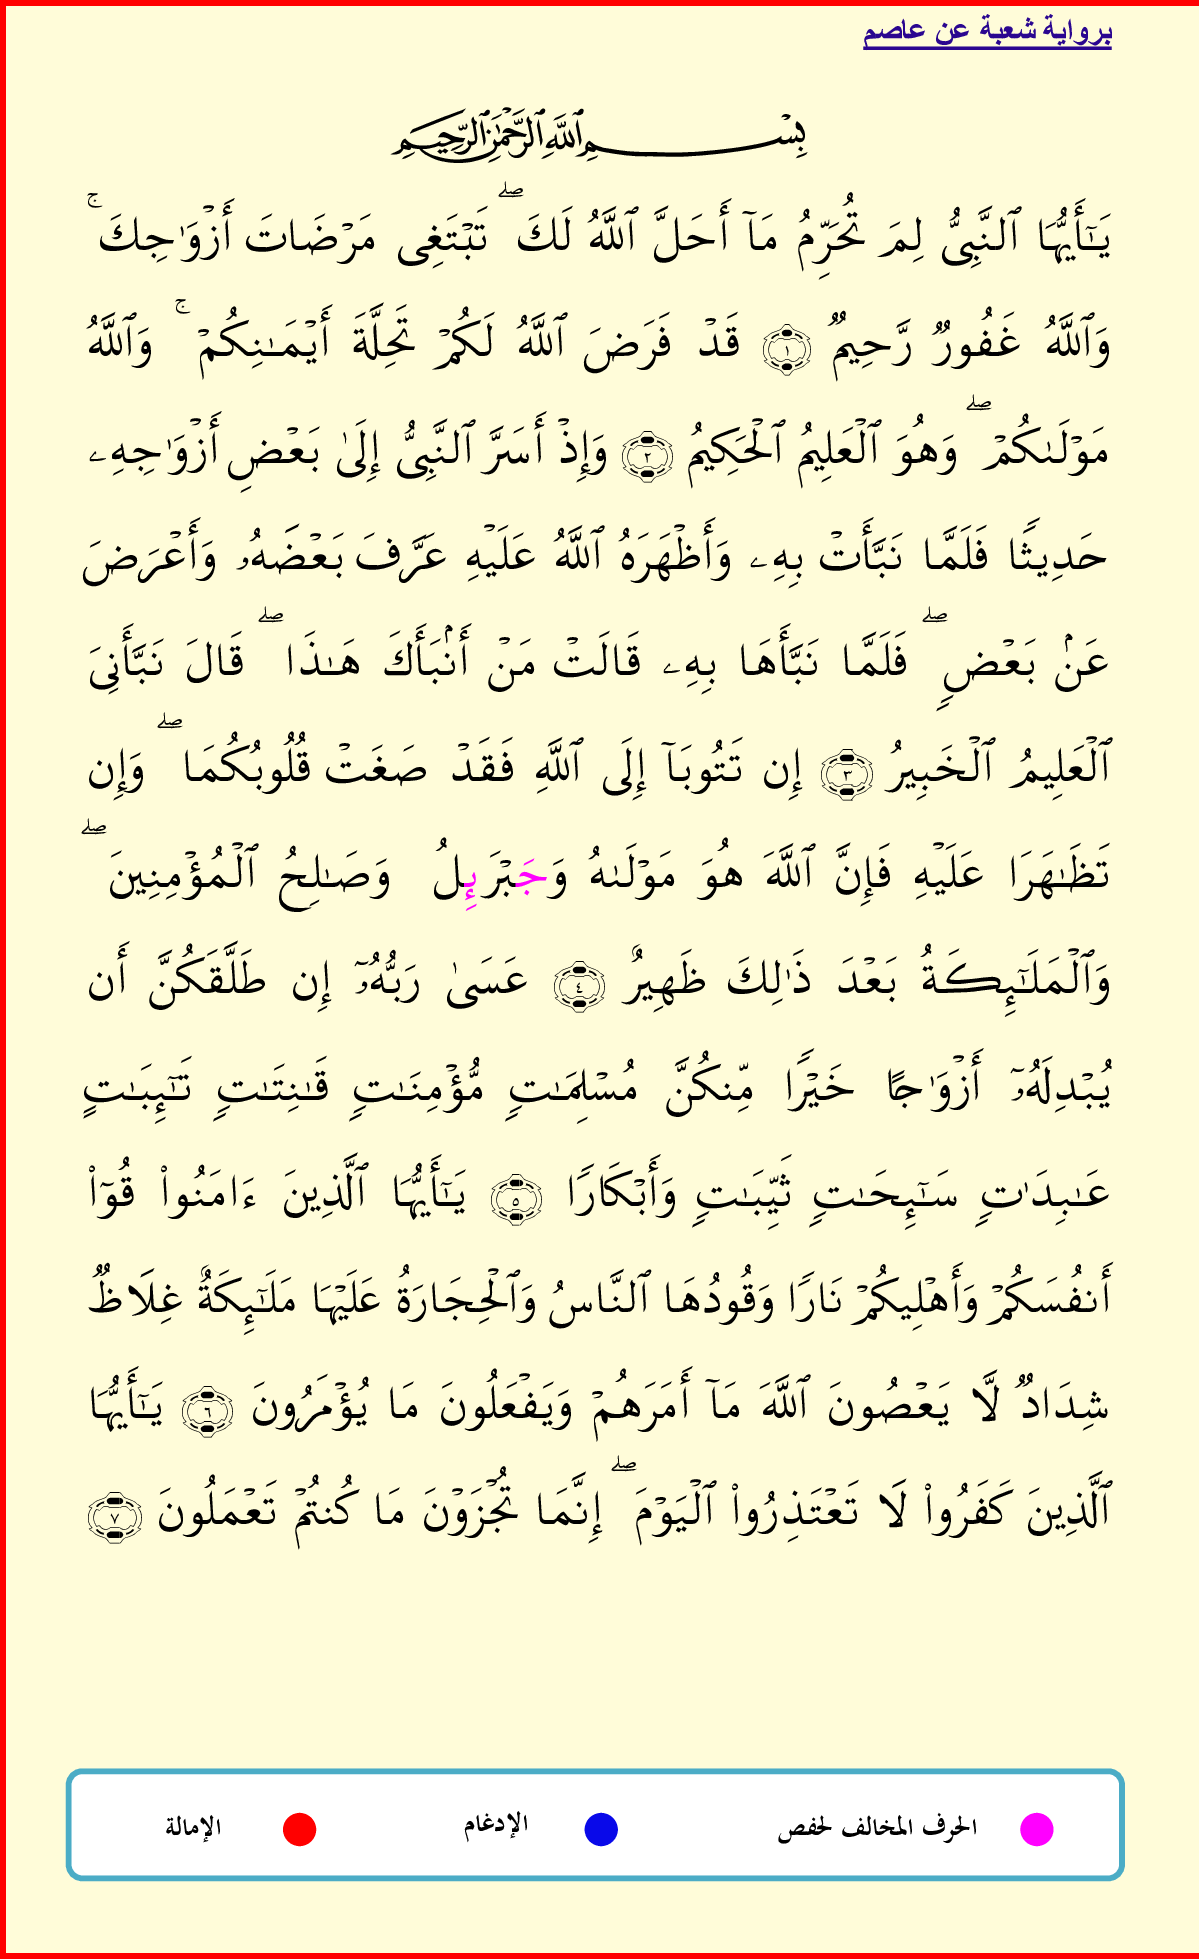 برواية شعبة عن عاصم
بِسْمِ ٱللَّهِ ٱلرَّحْمَٰنِ ٱلرَّحِيمِ
يَٰٓأَيُّهَا ٱلنَّبِىُّ لِمَ تُحَرِّمُ مَآ أَحَلَّ ٱللَّهُ لَكَ ۖ تَبْتَغِى مَرْضَاتَ أَزْوَٰجِكَ ۚ
وَٱللَّهُ غَفُورٌ رَّحِيمٌ ١ قَدْ فَرَضَ ٱللَّهُ لَكُمْ تَحِلَّةَ أَيْمَـٰنِكُمْ ۚ وَٱللَّهُ
مَوْلَىٰكُمْ ۖ وَهُوَ ٱلْعَلِيمُ ٱلْحَكِيمُ ٢ وَإِذْ أَسَرَّ ٱلنَّبِىُّ إِلَىٰ بَعْضِ أَزْوَٰجِهِۦ
حَدِيثًا فَلَمَّا نَبَّأَتْ بِهِۦ وَأَظْهَرَهُ ٱللَّهُ عَلَيْهِ عَرَّفَ بَعْضَهُۥ وَأَعْرَضَ
عَنۢ بَعْضٍ ۖ فَلَمَّا نَبَّأَهَا بِهِۦ قَالَتْ مَنْ أَنۢبَأَكَ هَـٰذَا ۖ قَالَ نَبَّأَنِىَ
ٱلْعَلِيمُ ٱلْخَبِيرُ ٣ إِن تَتُوبَآ إِلَى ٱللَّهِ فَقَدْ صَغَتْ قُلُوبُكُمَا ۖ وَإِن
تَظَـٰهَرَا عَلَيْهِ فَإِنَّ ٱللَّهَ هُوَ مَوْلَىٰهُ وَجَبْرَئِلُ وَصَـٰلِحُ ٱلْمُؤْمِنِينَ ۖ
وَٱلْمَلَـٰٓئِكَةُ بَعْدَ ذَٰلِكَ ظَهِيرٌ ٤ عَسَىٰ رَبُّهُۥٓ إِن طَلَّقَكُنَّ أَن
يُبْدِلَهُۥٓ أَزْوَٰجًا خَيْرًا مِّنكُنَّ مُسْلِمَـٰتٍ مُّؤْمِنَـٰتٍ قَـٰنِتَـٰتٍ تَـٰٓئِبَـٰتٍ
عَـٰبِدَٰتٍ سَـٰٓئِحَـٰتٍ ثَيِّبَـٰتٍ وَأَبْكَارًا ٥ يَـٰٓأَيُّهَا ٱلَّذِينَ ءَامَنُوا۟ قُوٓا۟
أَنفُسَكُمْ وَأَهْلِيكُمْ نَارًا وَقُودُهَا ٱلنَّاسُ وَٱلْحِجَارَةُ عَلَيْهَا مَلَـٰٓئِكَةٌ غِلَاظٌ
شِدَادٌ لَّا يَعْصُونَ ٱللَّهَ مَآ أَمَرَهُمْ وَيَفْعَلُونَ مَا يُؤْمَرُونَ ٦ يَـٰٓأَيُّهَا
ٱلَّذِينَ كَفَرُوا۟ لَا تَعْتَذِرُوا۟ ٱلْيَوْمَ ۖ إِنَّمَا تُجْزَوْنَ مَا كُنتُمْ تَعْمَلُونَ ٧
الحرف المخالف لحفص الإدغام الإمالة